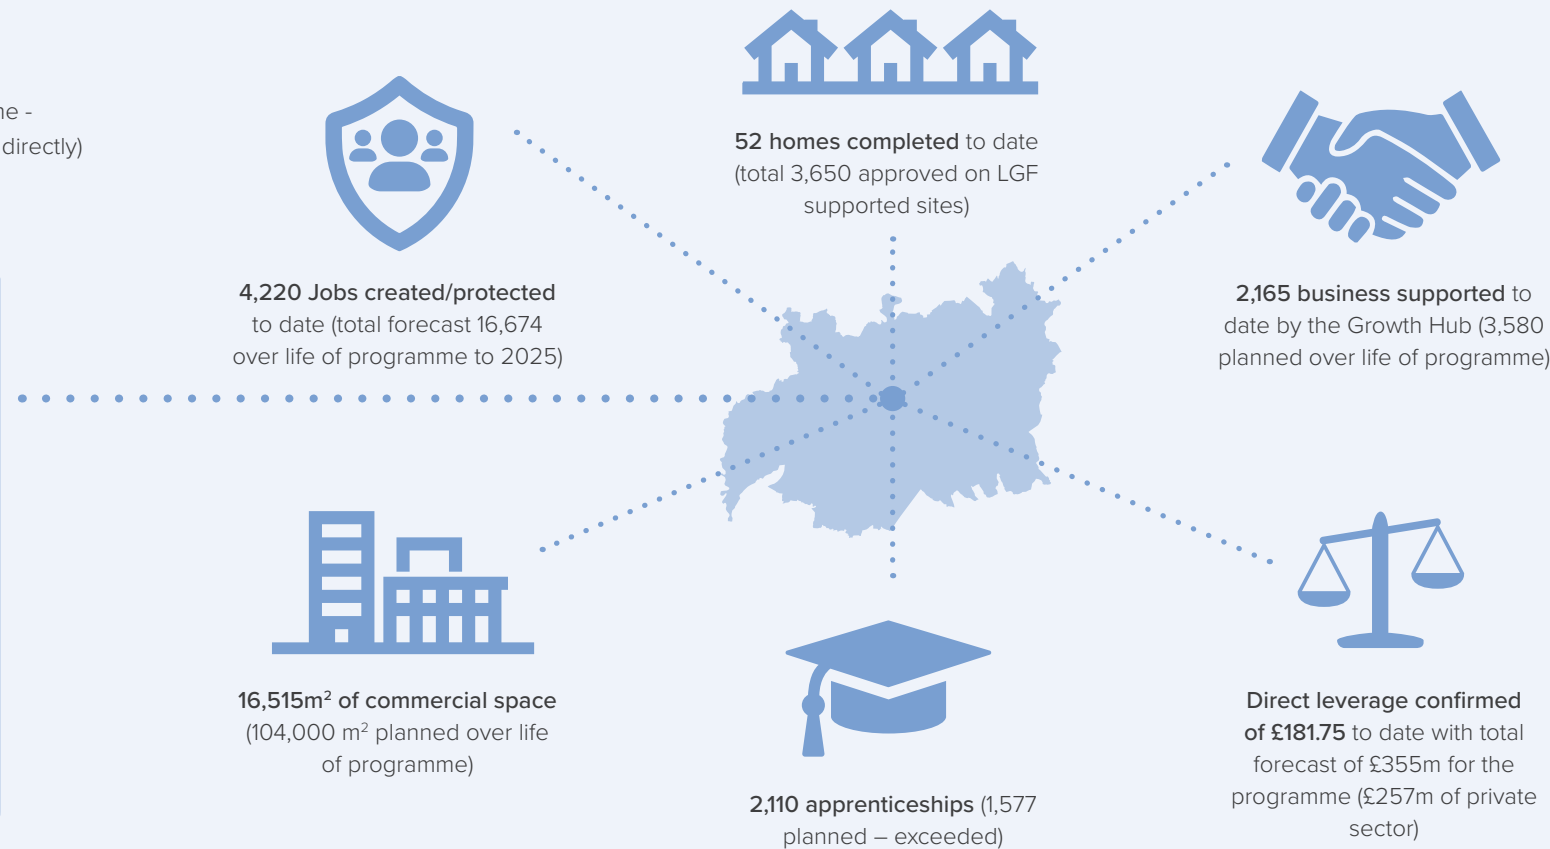 directly)
52 homes completed to date
(total 3,650 approved on LGF
supported sites)
4,220 Jobs created/protected
to date (total forecast 16,674
over life of programme to 2025)
2,165 business supported to
date by the Growth Hub (3,580
planned over life of programme)
16,515m² of commercial space
(104,000 m² planned over life
of programme)
2,110 apprenticeships (1,577
planned – exceeded)
Direct leverage confirmed
of £181.75 to date with total
forecast of £355m for the
programme (£257m of private
sector)